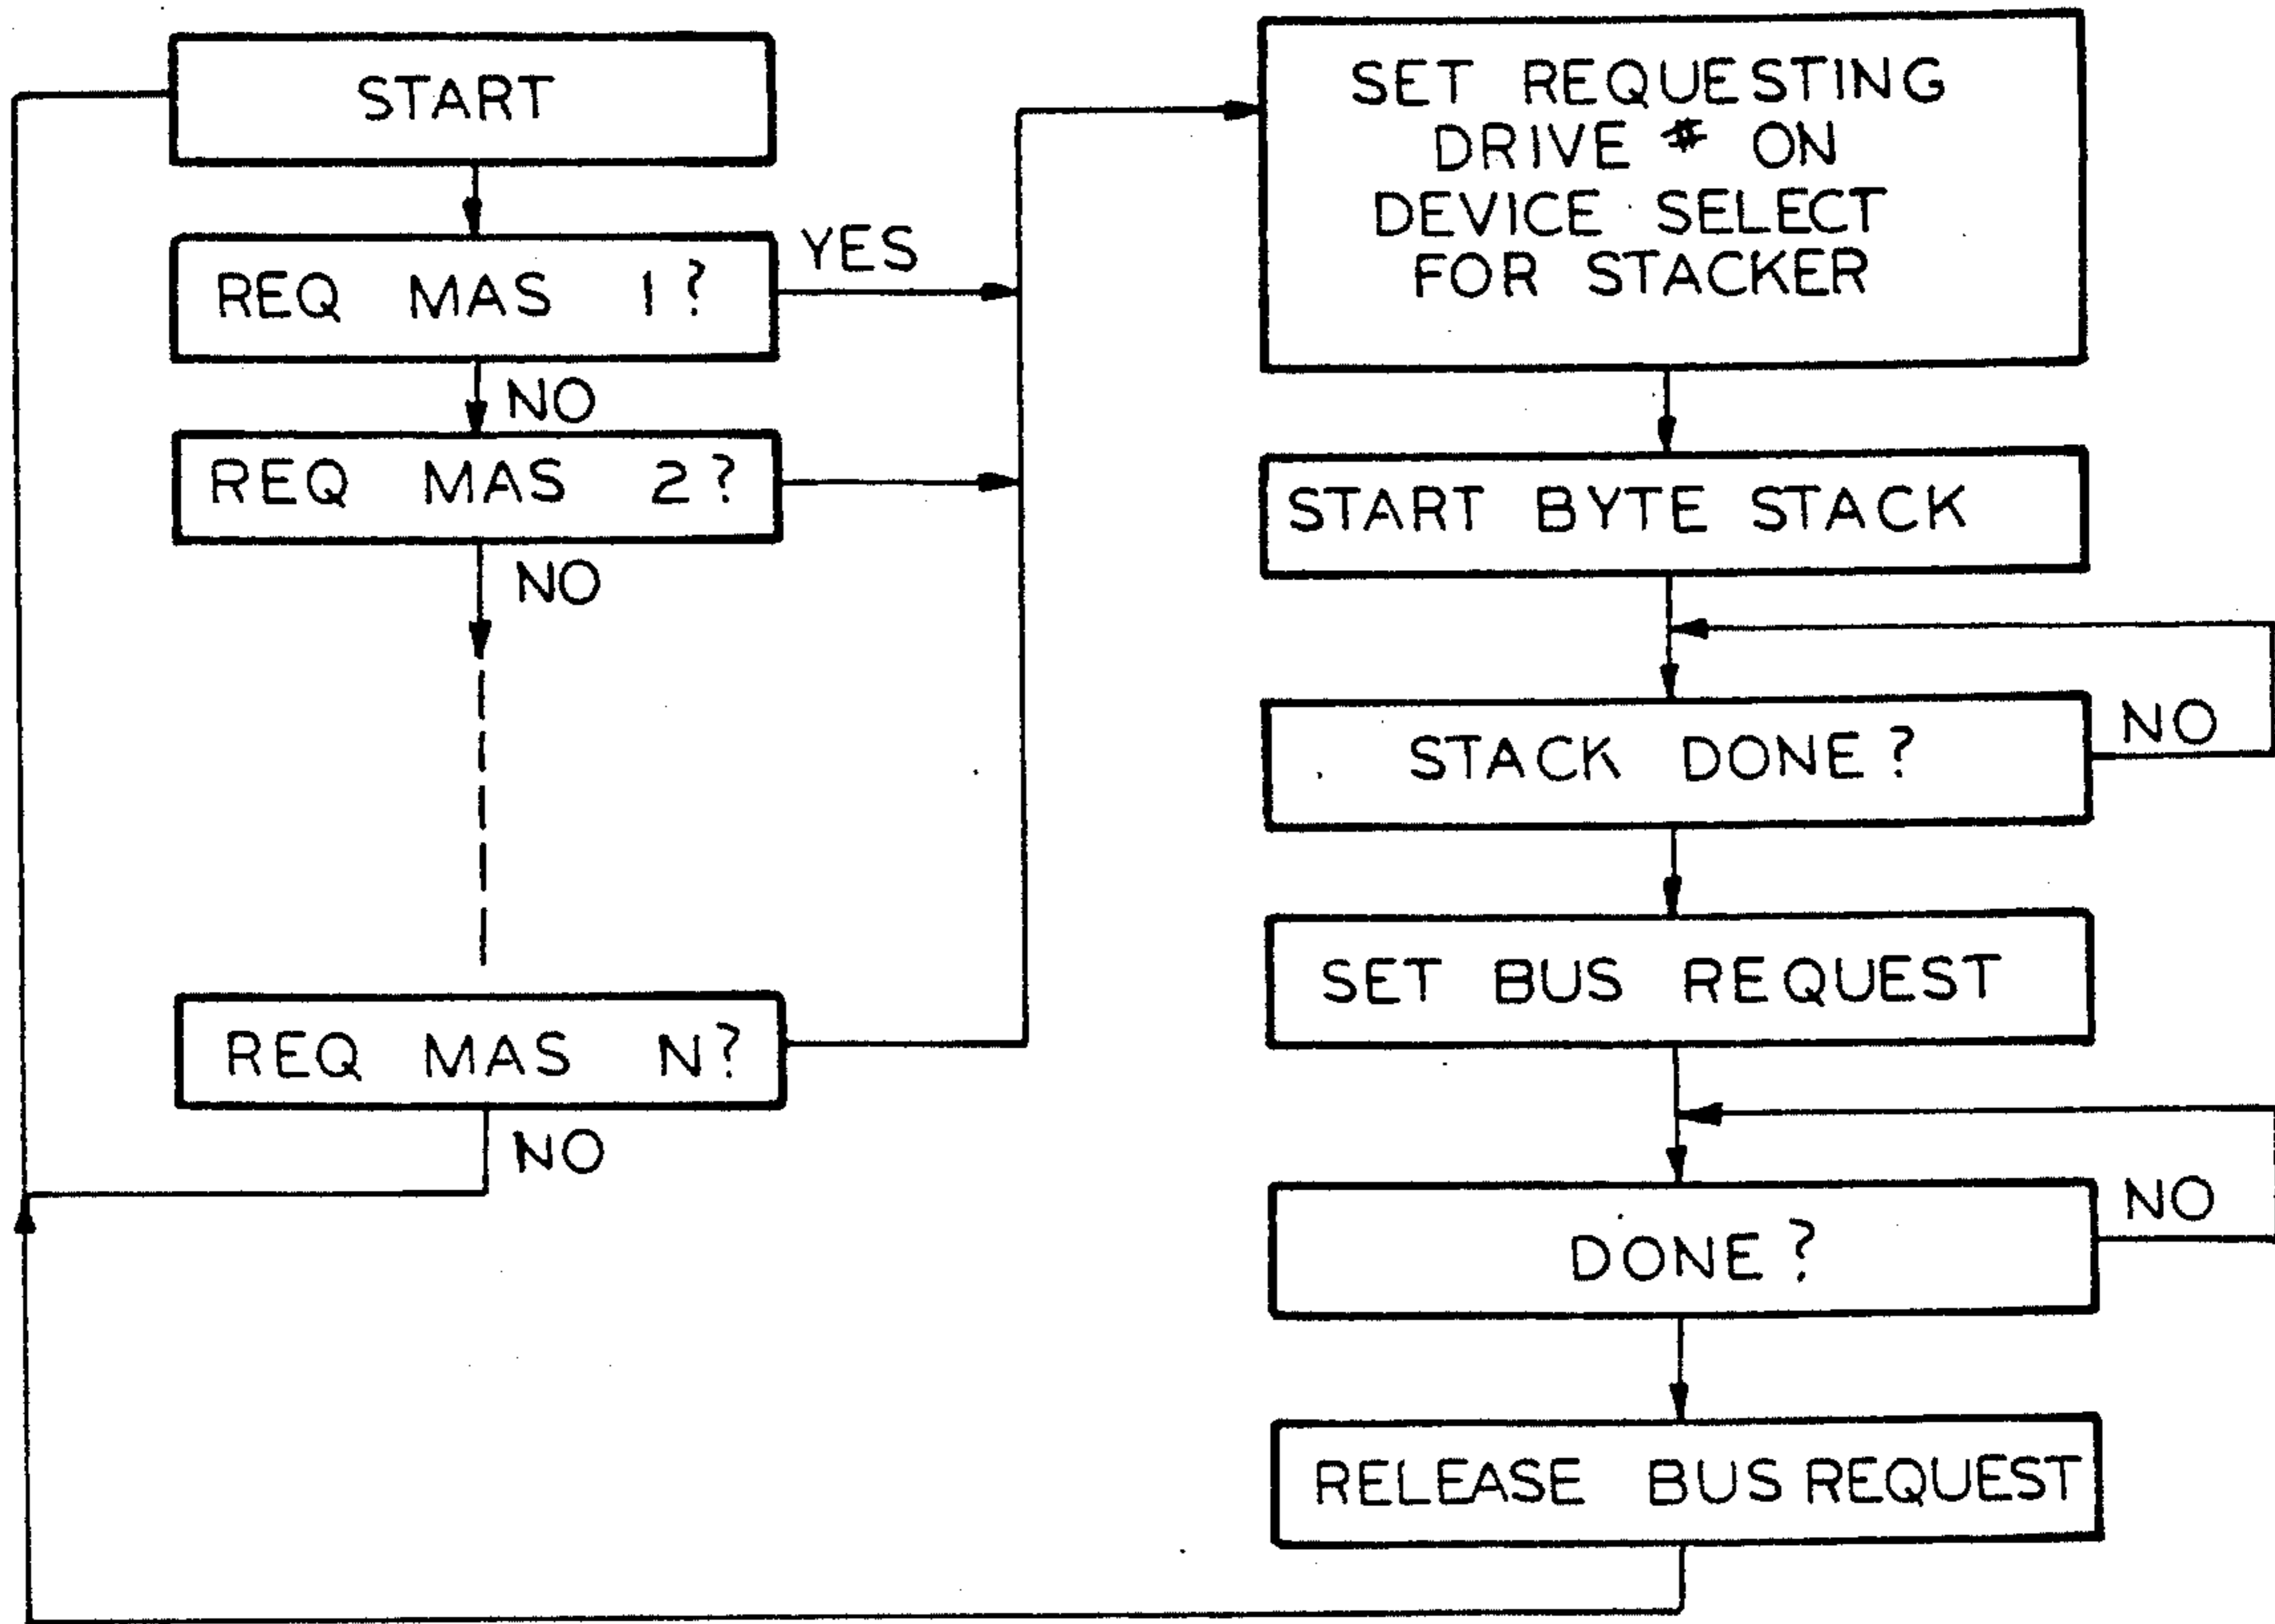 START
REQ MAS 1?
YES
NO
REQ MAS 2?
NO
REQ MAS N?
NO
SET REQUESTING
DRIVE # ON
DEVICE SELECT
FOR STACKER
START BYTE STACK
STACK DONE?
NO
SET BUS REQUEST
DONE?
NO
RELEASE BUS REQUEST